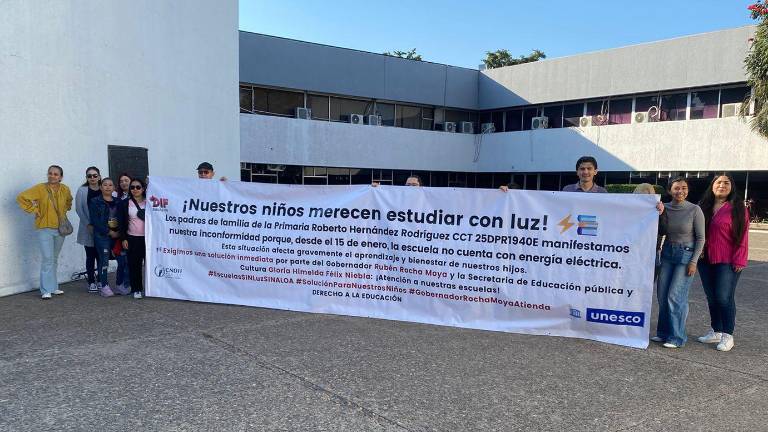 DIF
¡Nuestros niños merecen estudiar con luz!
Los padres de familia de la Primaria Roberto Hernández Rodríguez CCT 25DPR1940E manifestamos
nuestra inconformidad porque, desde el 15 de enero, la escuela no cuenta con energía eléctrica.
Esta situación afecta gravemente el aprendizaje y bienestar de nuestros hijos.
Exigimos una solución inmediata por parte del Gobernador Rubén Rocha Moya y la Secretaria de Educación pública y
Cultura Gloria Himelda Félix Niebla: ¡Atención a nuestras escuelas!
#EscuelasSINLuzSINALOA #SoluciónParaNuestrosNiños #GobernadorRochaMoyaAtienda
DERECHO A LA EDUCACIÓN
CNDH
unesco